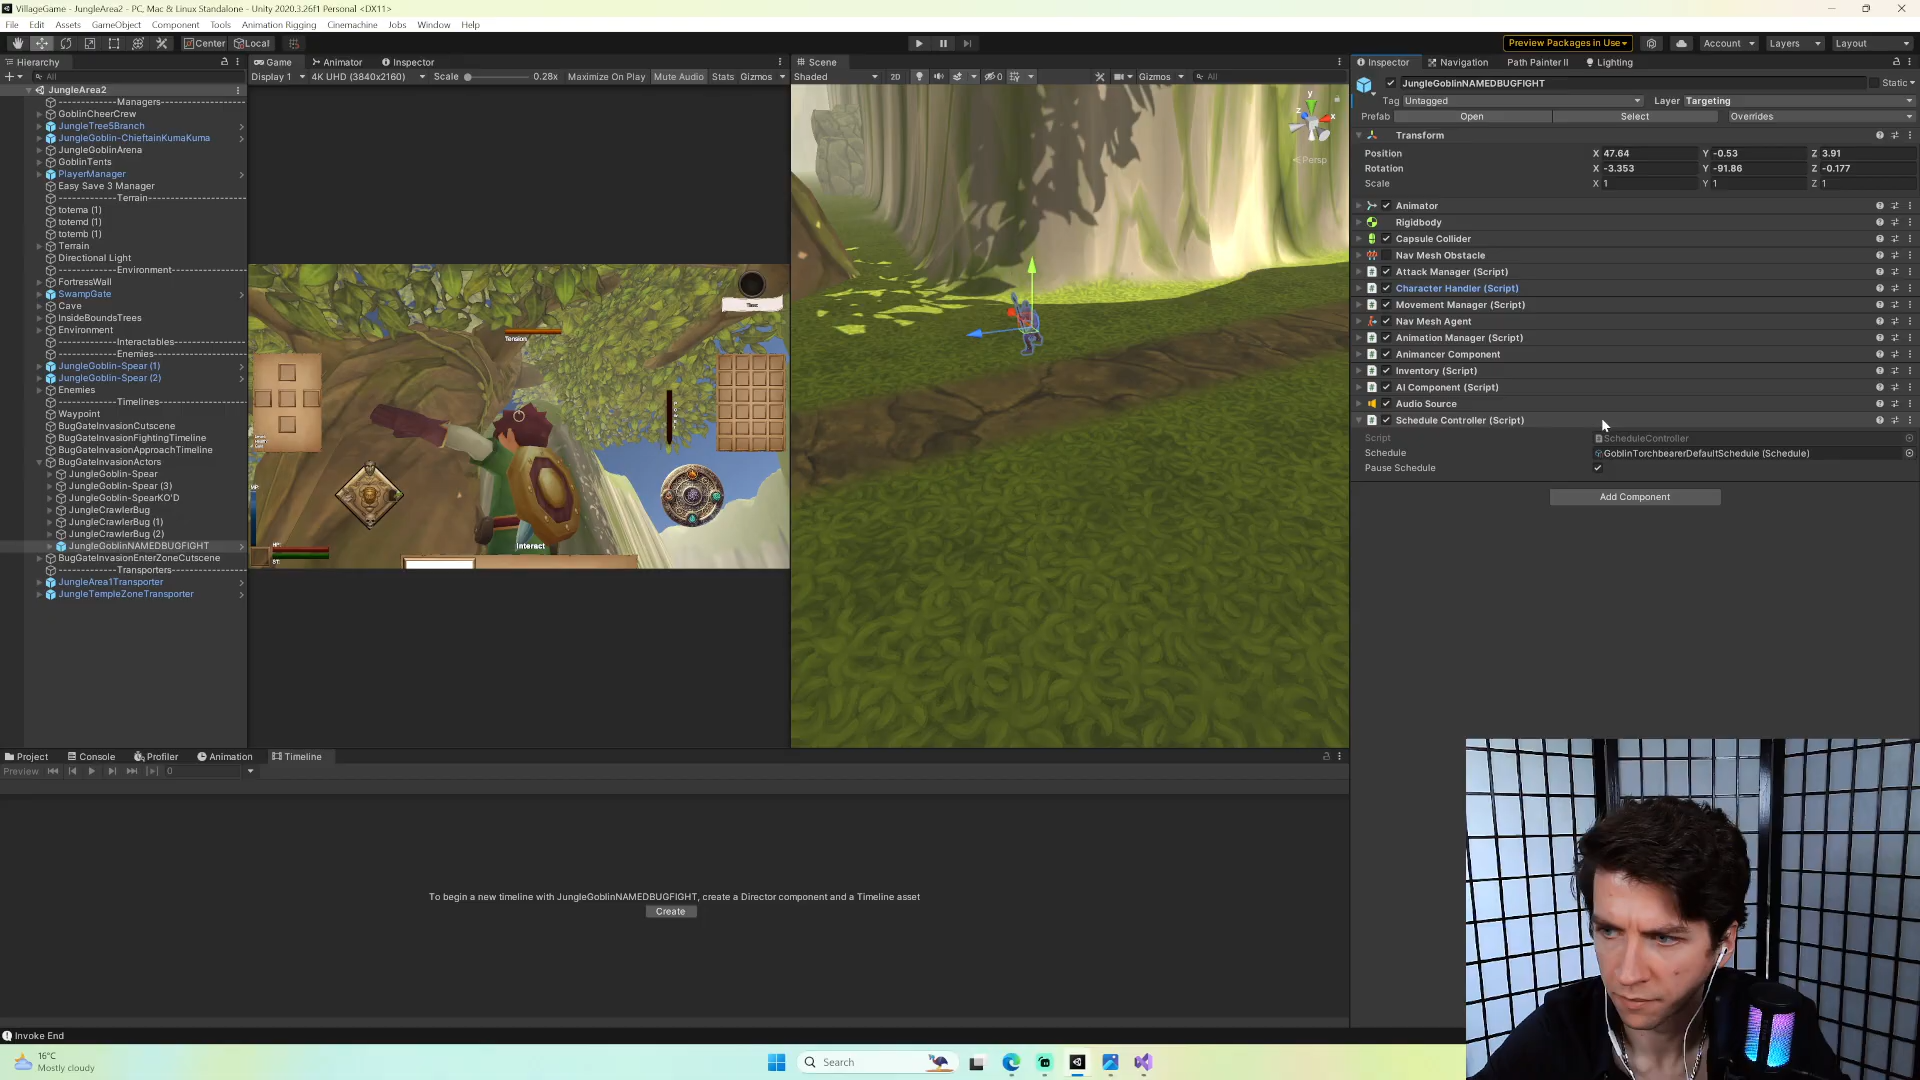 VillageGame - JungleArea2 - PC, Mac & Linux Standalone - Unity 2020.3.26f1 Personal <DX11>
File Edit Assets GameObject Component Tools Animation Rigging Cinemachine Jobs Window Help
Center Local
Preview Packages in Use Account Layers Layout
Hierarchy
All
JungleArea2
------------Managers------------
GoblinCheerCrew
JungleTree5Branch
JungleGoblin-ChieftainKumaKuma
JungleGoblinArena
GoblinTents
PlayerManager
Easy Save 3 Manager
------------Terrain------------
totema (1)
totemd (1)
totemb (1)
Terrain
Directional Light
------------Environment------------
FortressWall
SwampGate
Cave
InsideBoundsTrees
Environment
------------Interactables------------
------------Enemies------------
JungleGoblin-Spear (1)
JungleGoblin-Spear (2)
Enemies
------------Timelines------------
Waypoint
BugGateInvasionCutscene
BugGateInvasionFightingTimeline
BugGateInvasionApproachTimeline
BugGateInvasionActors
JungleGoblin-Spear
JungleGoblin-Spear (3)
JungleGoblin-SpearKO'D
JungleCrawlerBug
JungleCrawlerBug (1)
JungleCrawlerBug (2)
JungleGoblinNAMEDBUGFIGHT
BugGateInvasionEnterZoneCutscene
------------Transporters------------
JungleArea1Transporter
JungleTempleZoneTransporter
Game Animator Inspector
Display 1 4K UHD (3840x2160) Scale 0.28x Maximize On Play Mute Audio Stats Gizmos
Tension
Interact
MP:
HP:
ST:
Scene
Shaded 2D 0 Gizmos All
y
x
z
Persp
Inspector Navigation Path Painter II Lighting
JungleGoblinNAMEDBUGFIGHT Static
Tag Untagged Layer Targeting
Prefab Open Select Overrides
Transform
Position X 47.64 Y -0.53 Z 3.91
Rotation X -3.353 Y -91.86 Z -0.177
Scale X 1 Y 1 Z 1
Animator
Rigidbody
Capsule Collider
Nav Mesh Obstacle
Attack Manager (Script)
Character Handler (Script)
Movement Manager (Script)
Nav Mesh Agent
Animation Manager (Script)
Animancer Component
Inventory (Script)
AI Component (Script)
Audio Source
Schedule Controller (Script)
Script ScheduleController
Schedule GoblinTorchbearerDefaultSchedule (Schedule)
Pause Schedule
Add Component
Project Console Profiler Animation Timeline
Preview 0
To begin a new timeline with JungleGoblinNAMEDBUGFIGHT, create a Director component and a Timeline asset
Create
Invoke End
16°C
Mostly cloudy
Search